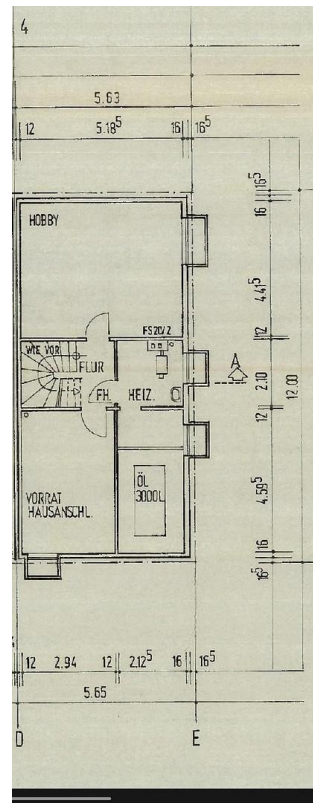 4
5.63
12 5.18⁵ 16 16⁵
16⁵
16
HOBBY
4.41⁵
FS20/2
12
WIE VOR
FLUR
A
FH. HEIZ.
2.10
12.00
12
ÖL
3000L
VORRAT
HAUSANSCHL.
4.59⁵
16
16⁵
12 2.94 12 2.12⁵ 16 16⁵
5.65
D E